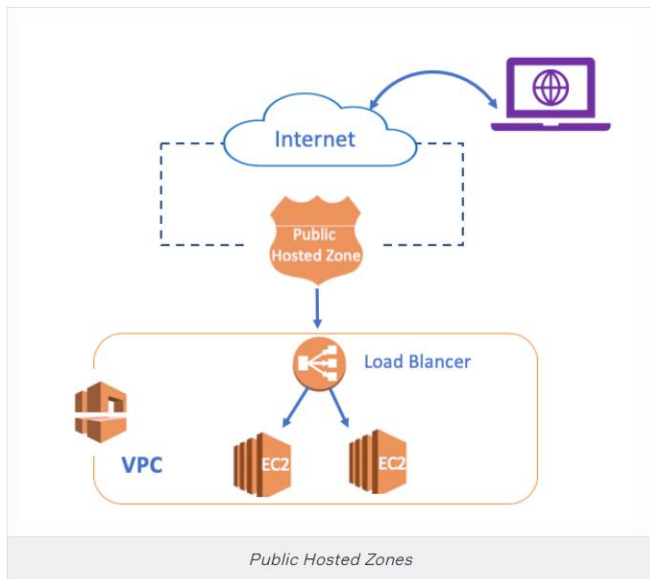 Internet
Public
Hosted Zone
Load Blancer
VPC
EC2
EC2
Public Hosted Zones